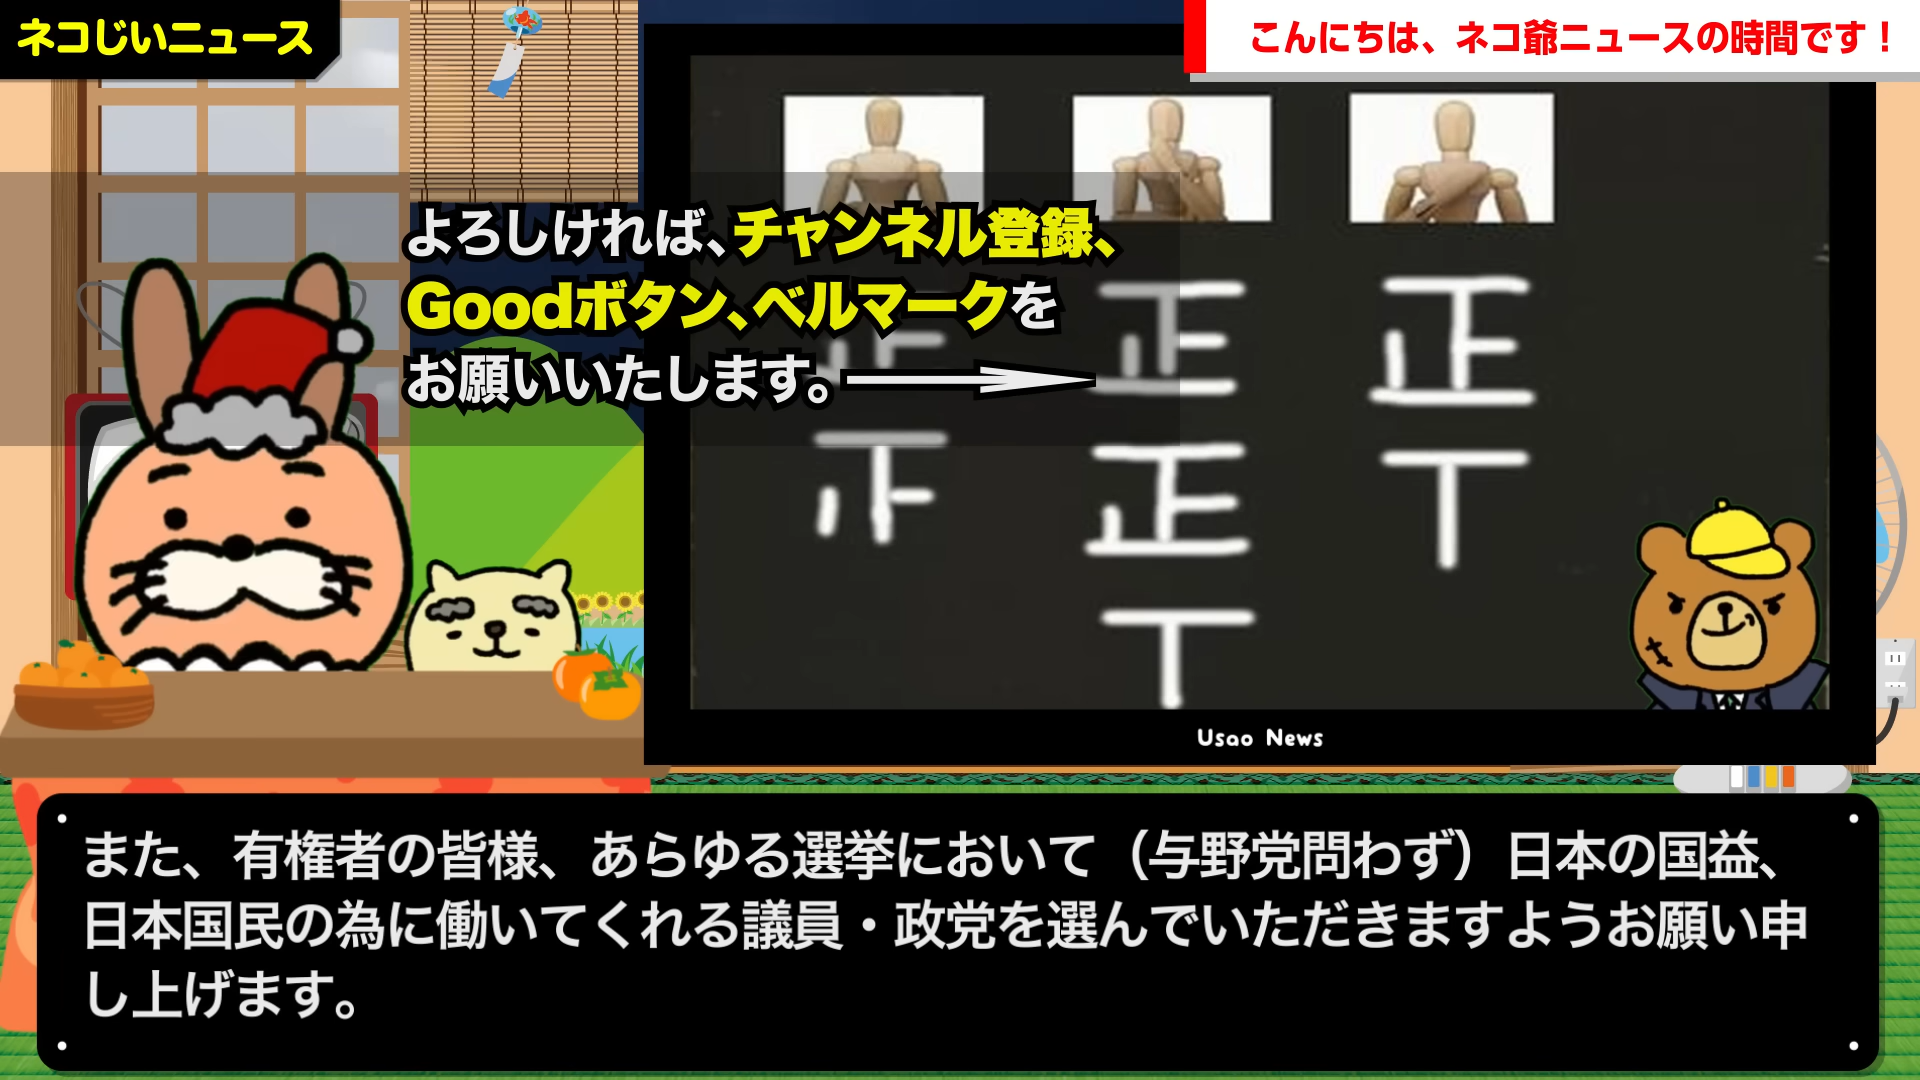 ネコじいニュース
こんにちは、ネコ爺ニュースの時間です！
よろしければ、チャンネル登録、
Goodボタン、ベルマークを
お願いいたします。
正 正
正
T
T
Usao News
また、有権者の皆様、あらゆる選挙において（与野党問わず）日本の国益、
日本国民の為に働いてくれる議員・政党を選んでいただきますようお願い申
し上げます。